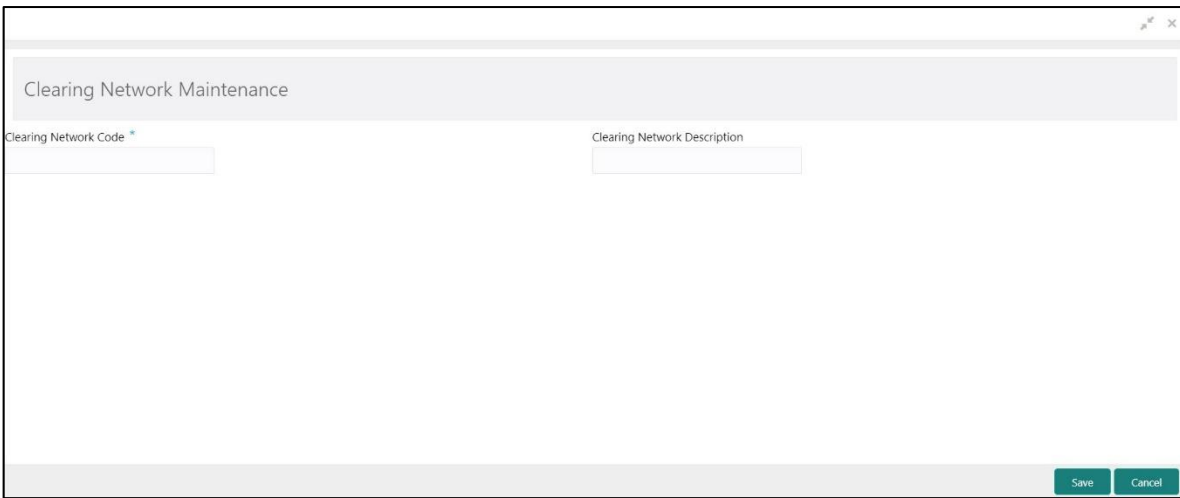 Clearing Network Maintenance
Clearing Network Code *
Clearing Network Description
Save
Cancel